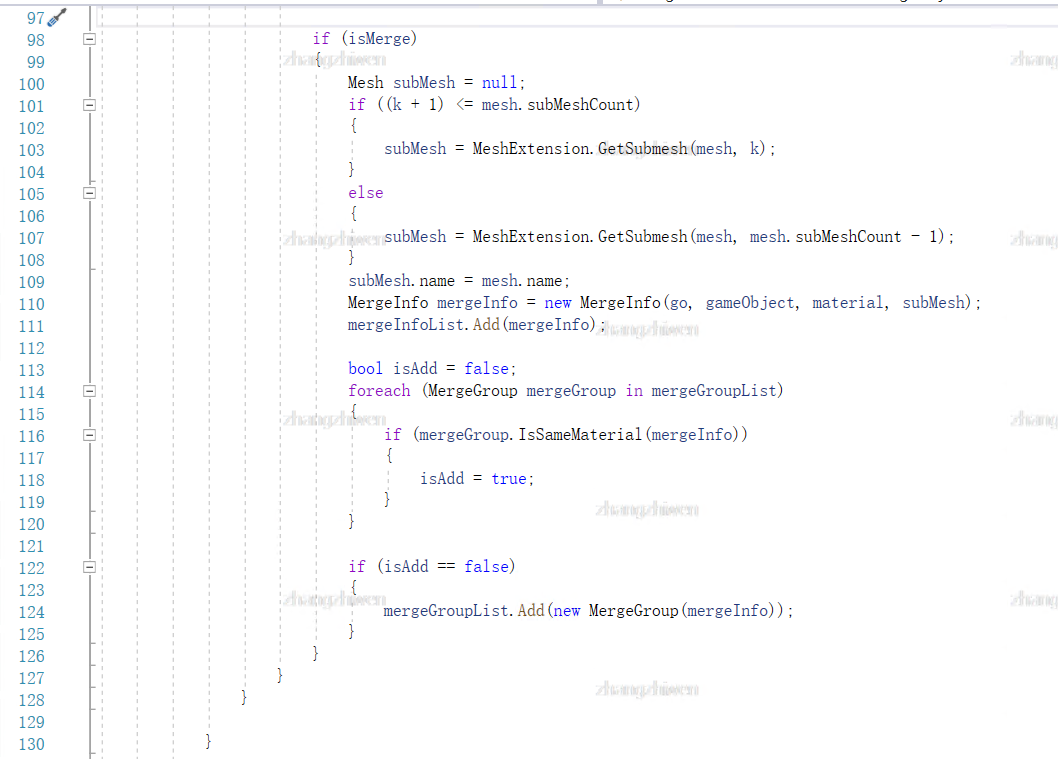 97
98 if (isMerge)
99 {
100 Mesh subMesh = null;
101 if ((k + 1) <= mesh.subMeshCount)
102 {
103 subMesh = MeshExtension.GetSubmesh(mesh, k);
104 }
105 else
106 {
107 subMesh = MeshExtension.GetSubmesh(mesh, mesh.subMeshCount - 1);
108 }
109 subMesh.name = mesh.name;
110 MergeInfo mergeInfo = new MergeInfo(go, gameObject, material, subMesh);
111 mergeInfoList.Add(mergeInfo);
112
113 bool isAdd = false;
114 foreach (MergeGroup mergeGroup in mergeGroupList)
115 {
116 if (mergeGroup.IsSameMaterial(mergeInfo))
117 {
118 isAdd = true;
119 }
120 }
121
122 if (isAdd == false)
123 {
124 mergeGroupList.Add(new MergeGroup(mergeInfo));
125 }
126 }
127 }
128 }
129
130 }